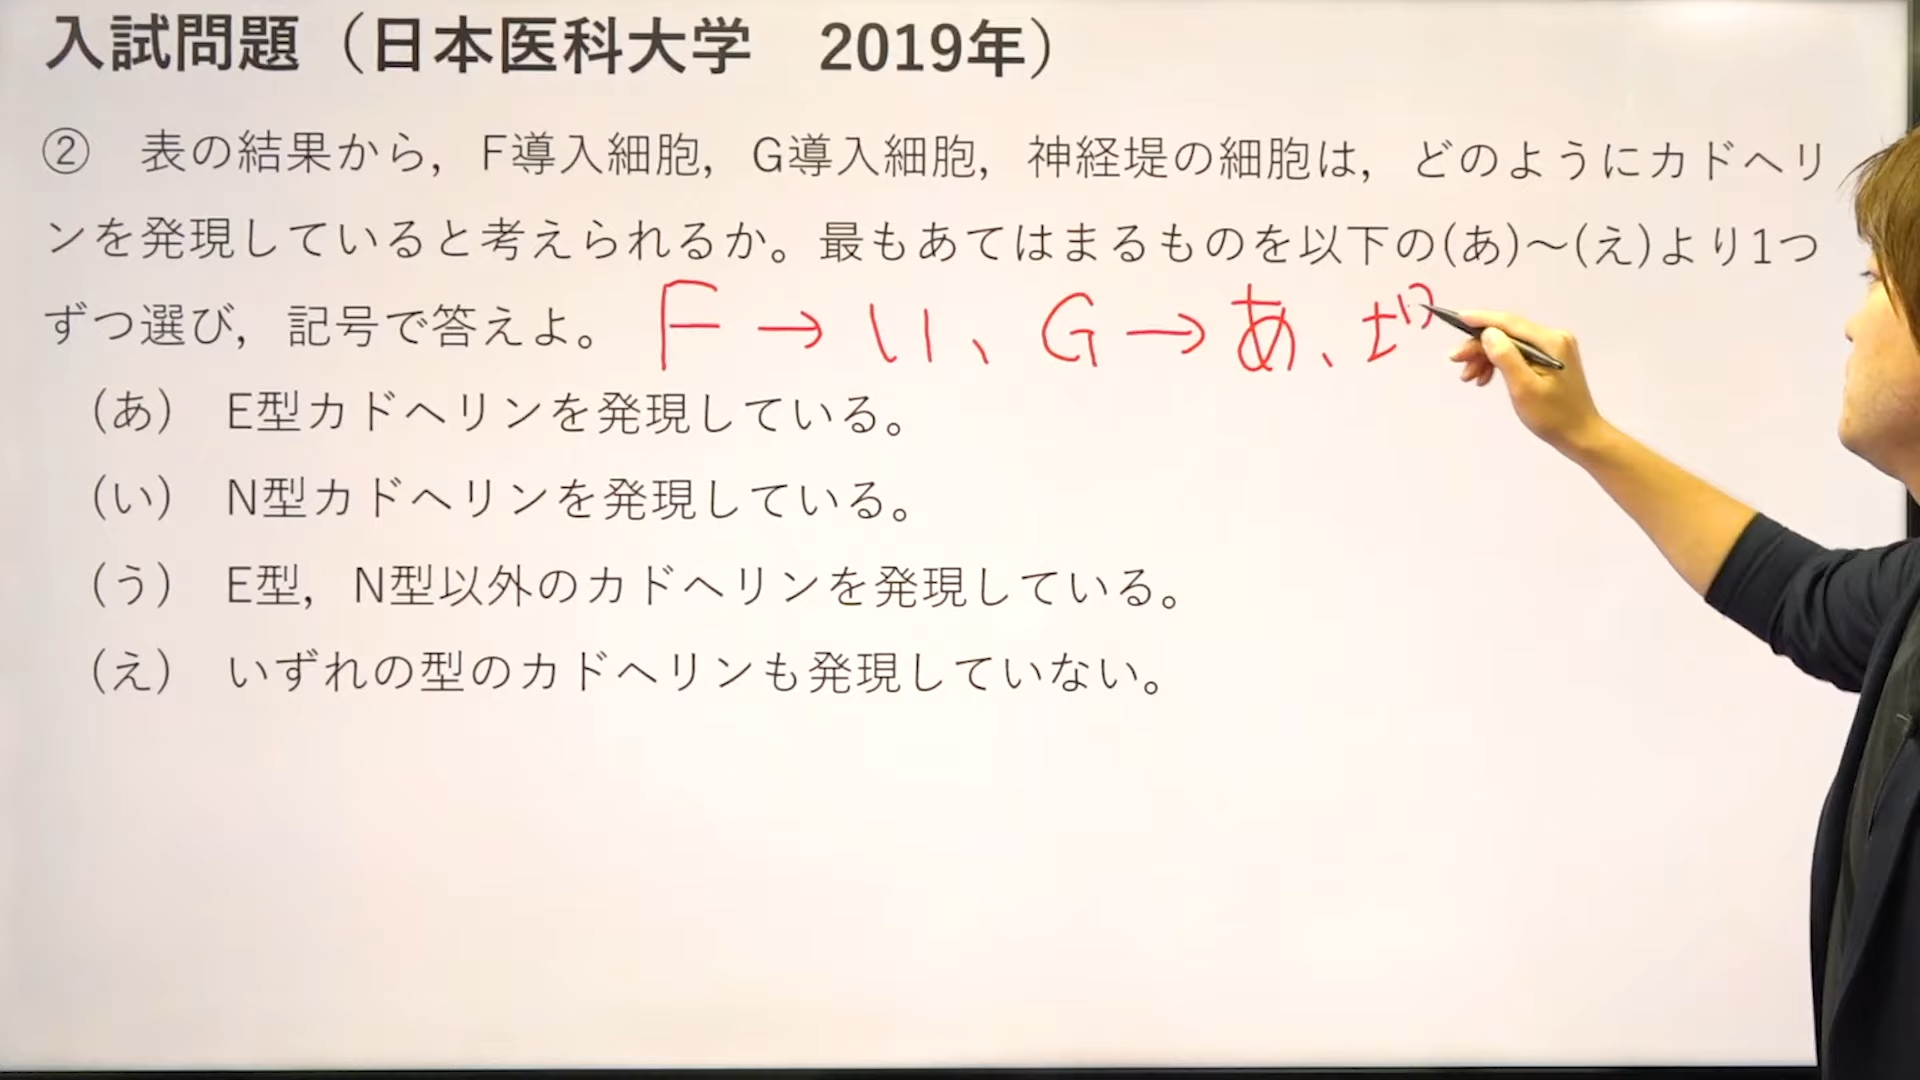 入試問題（日本医科大学　2019年）
②　表の結果から，F導入細胞，G導入細胞，神経堤の細胞は，どのようにカドヘリ
ンを発現していると考えられるか。最もあてはまるものを以下の(あ)～(え)より1つ
ずつ選び，記号で答えよ。 F→い、G→あ、
（あ）　E型カドヘリンを発現している。
（い）　N型カドヘリンを発現している。
（う）　E型，N型以外のカドヘリンを発現している。
（え）　いずれの型のカドヘリンも発現していない。